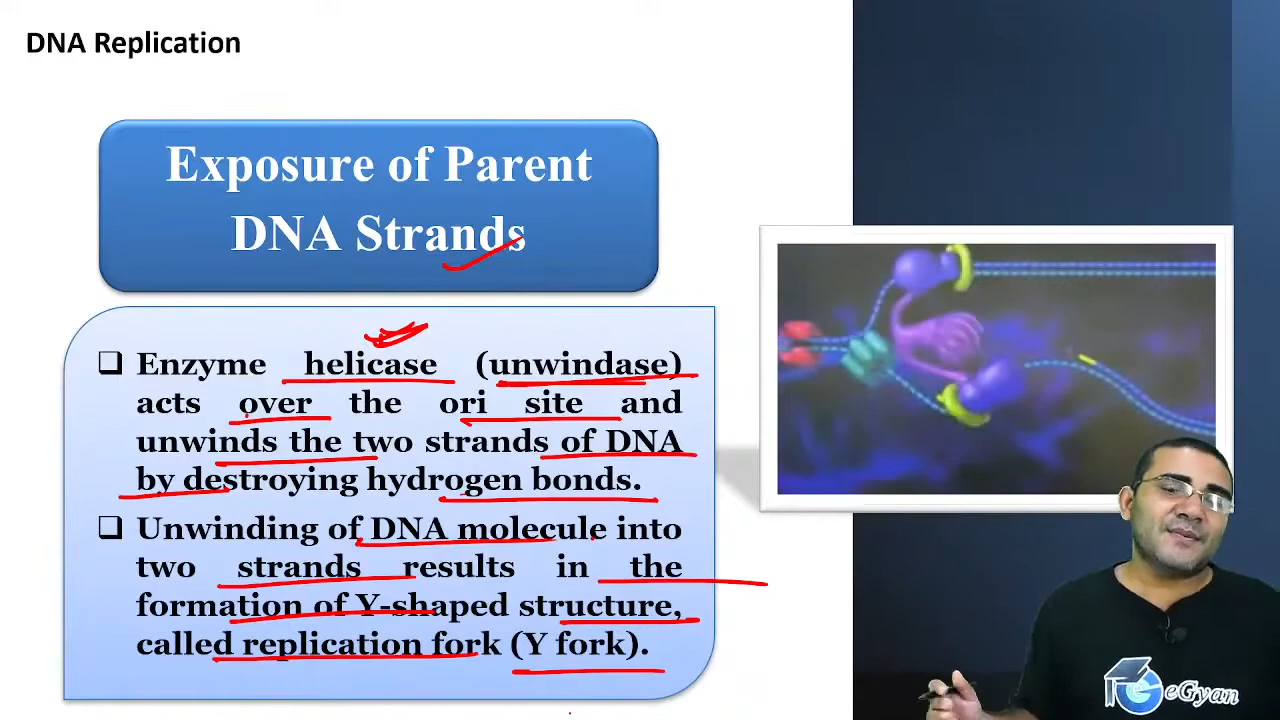 DNA Replication
Exposure of Parent
DNA Strands
❑ Enzyme helicase (unwindase)
acts over the ori site and
unwinds the two strands of DNA
by destroying hydrogen bonds.
❑ Unwinding of DNA molecule into
two strands results in the
formation of Y-shaped structure,
called replication fork (Y fork).
eGyan